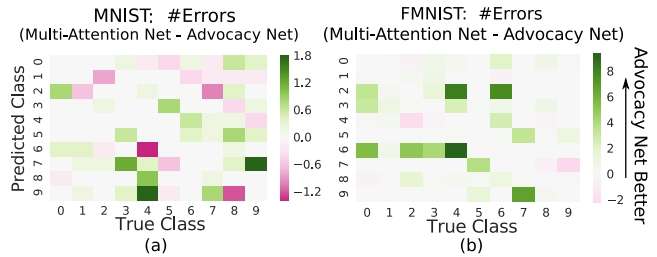 MNIST: #Errors
(Multi-Attention Net - Advocacy Net)
Predicted Class
0
1
2
3
4
5
6
7
8
9
0 1 2 3 4 5 6 7 8 9
True Class
(a)
1.8
1.2
0.6
0.0
−0.6
−1.2
FMNIST: #Errors
(Multi-Attention Net - Advocacy Net)
0
1
2
3
4
5
6
7
8
9
0 1 2 3 4 5 6 7 8 9
True Class
(b)
8
6
4
2
0
−2
Advocacy Net Better